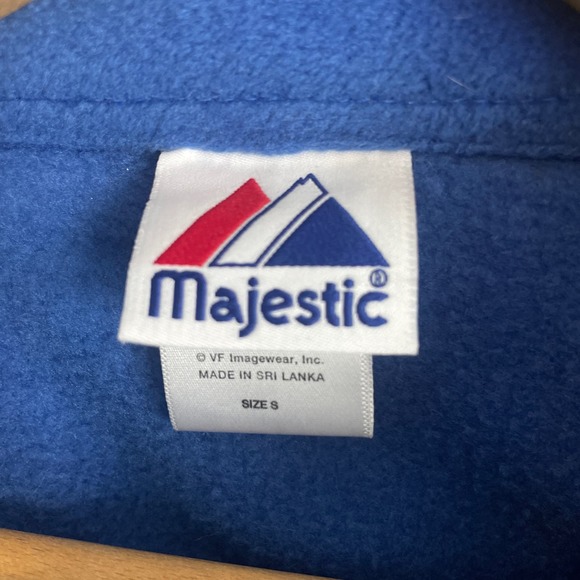 Majestic®
© VF Imagewear, Inc.
MADE IN SRI LANKA
SIZE S